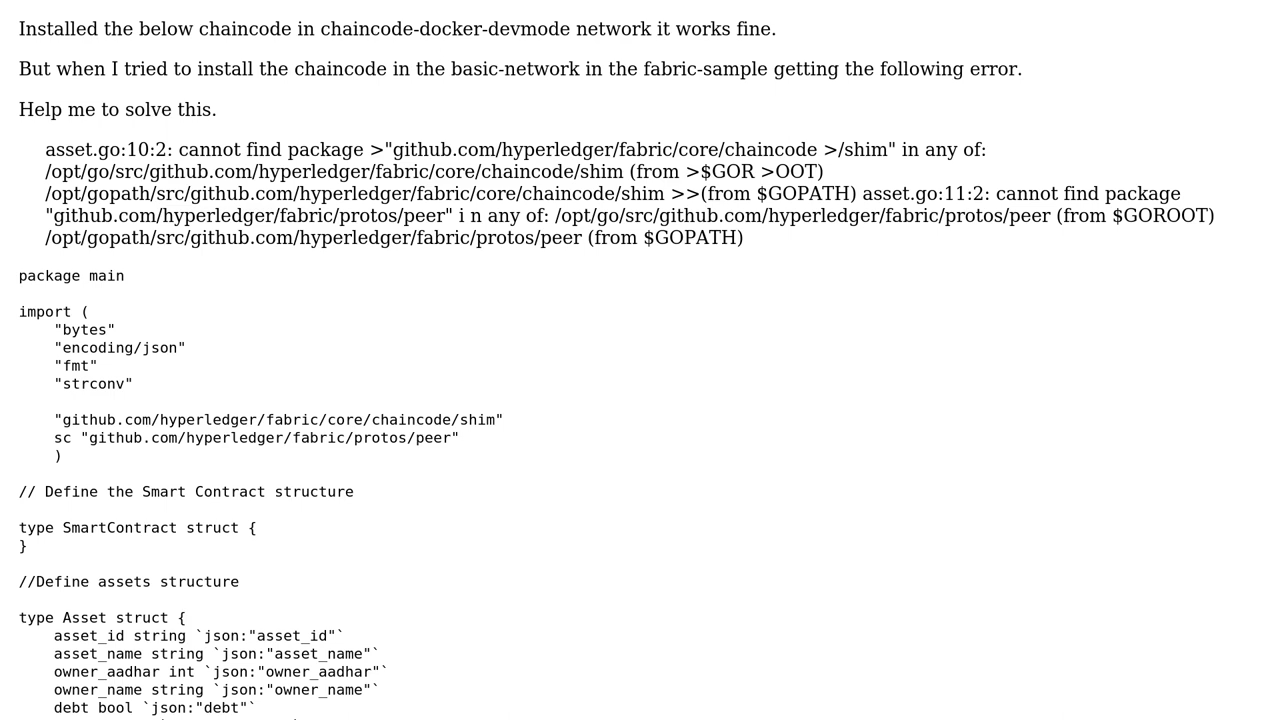 Installed the below chaincode in chaincode-docker-devmode network it works fine.
But when I tried to install the chaincode in the basic-network in the fabric-sample getting the following error.
Help me to solve this.
asset.go:10:2: cannot find package >"github.com/hyperledger/fabric/core/chaincode >/shim" in any of:
/opt/go/src/github.com/hyperledger/fabric/core/chaincode/shim (from >$GOR >OOT)
/opt/gopath/src/github.com/hyperledger/fabric/core/chaincode/shim >>(from $GOPATH) asset.go:11:2: cannot find package
"github.com/hyperledger/fabric/protos/peer" i n any of: /opt/go/src/github.com/hyperledger/fabric/protos/peer (from $GOROOT)
/opt/gopath/src/github.com/hyperledger/fabric/protos/peer (from $GOPATH)
package main
import (
"bytes"
"encoding/json"
"fmt"
"strconv"
"github.com/hyperledger/fabric/core/chaincode/shim"
sc "github.com/hyperledger/fabric/protos/peer"
)
// Define the Smart Contract structure
type SmartContract struct {
}
//Define assets structure
type Asset struct {
asset_id string `json:"asset_id"`
asset_name string `json:"asset_name"`
owner_aadhar int `json:"owner_aadhar"`
owner_name string `json:"owner_name"`
debt bool `json:"debt"`